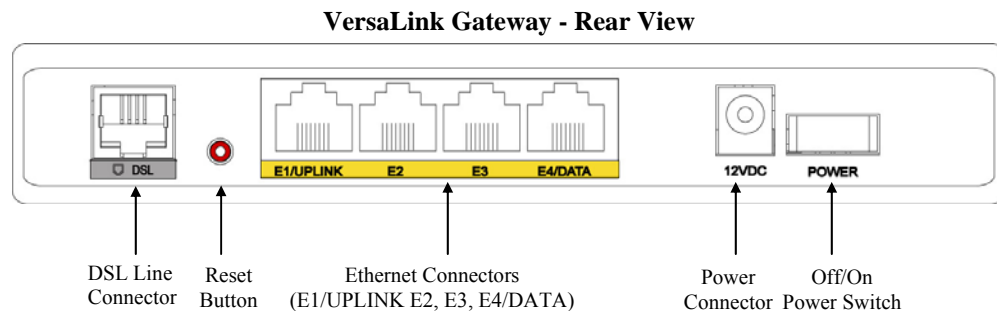 VersaLink Gateway - Rear View
DSL
E1/UPLINK E2 E3 E4/DATA
12VDC POWER
DSL Line
Connector
Reset
Button
Ethernet Connectors
(E1/UPLINK E2, E3, E4/DATA)
Power
Connector
Off/On
Power Switch